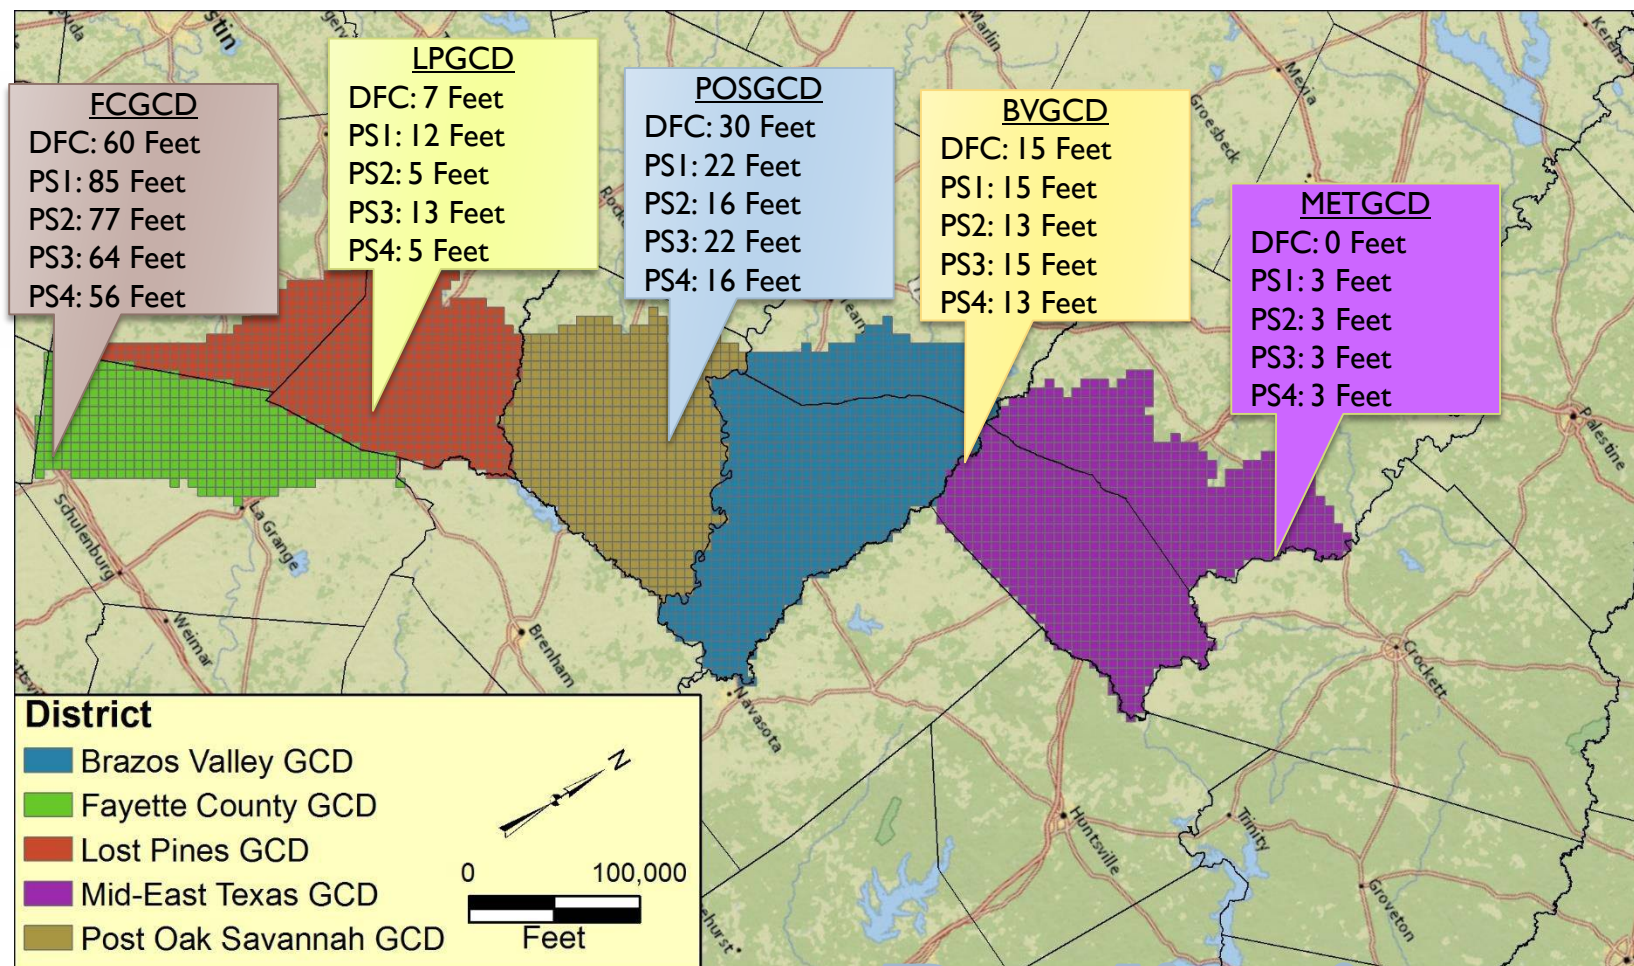 FCGCD
DFC: 60 Feet
PS1: 85 Feet
PS2: 77 Feet
PS3: 64 Feet
PS4: 56 Feet
LPGCD
DFC: 7 Feet
PS1: 12 Feet
PS2: 5 Feet
PS3: 13 Feet
PS4: 5 Feet
POSGCD
DFC: 30 Feet
PS1: 22 Feet
PS2: 16 Feet
PS3: 22 Feet
PS4: 16 Feet
BVGCD
DFC: 15 Feet
PS1: 15 Feet
PS2: 13 Feet
PS3: 15 Feet
PS4: 13 Feet
METGCD
DFC: 0 Feet
PS1: 3 Feet
PS2: 3 Feet
PS3: 3 Feet
PS4: 3 Feet
stin
Marlin
Mexia
Kerens
Groesbeck
Palestine
Schulenburg
La Grange
Weimar
Brenham
Navasota
Crockett
Huntsville
Trinity
Groveton
District
Brazos Valley GCD
Fayette County GCD
Lost Pines GCD
Mid-East Texas GCD
Post Oak Savannah GCD
N
0 100,000
Feet